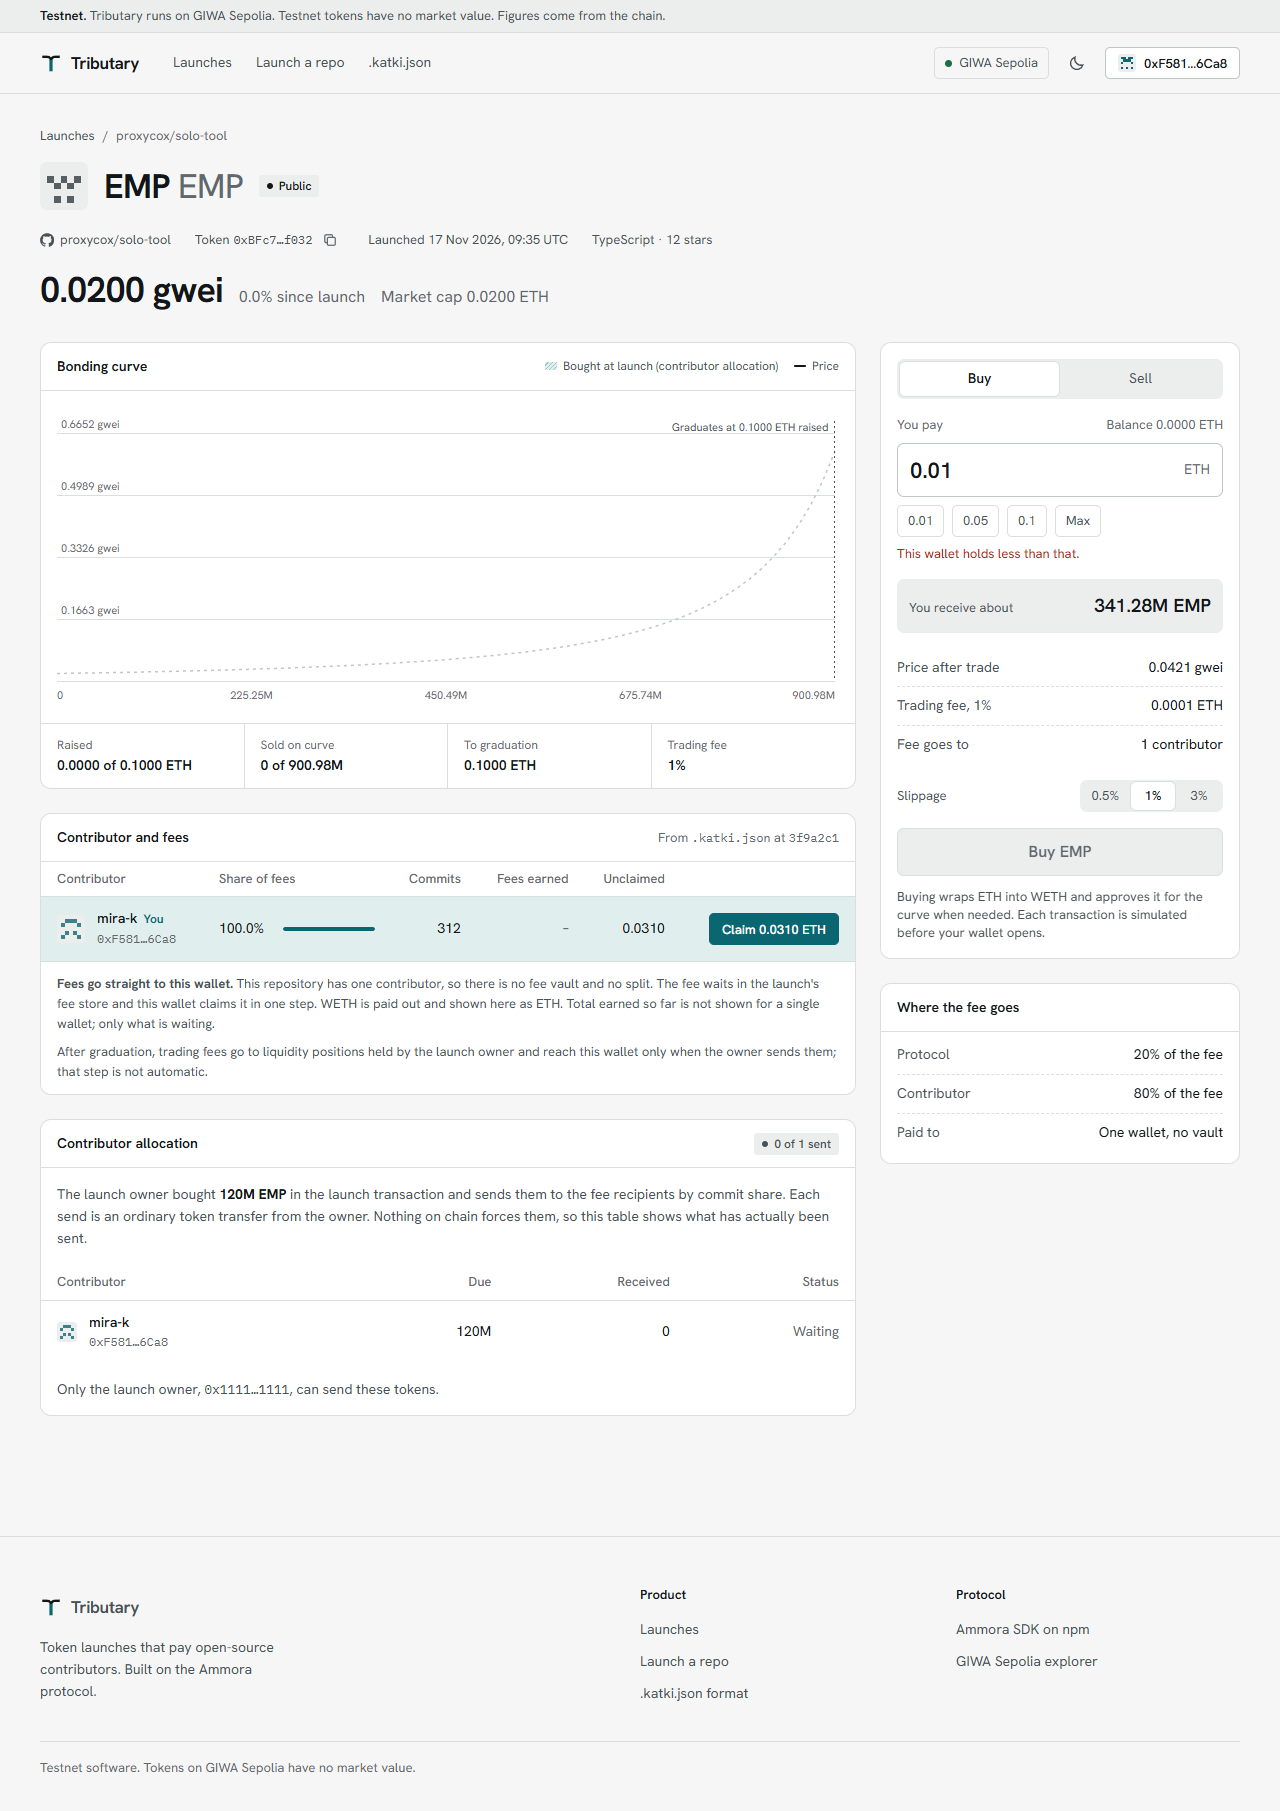 Testnet. Tributary runs on GIWA Sepolia. Testnet tokens have no market value. Figures come from the chain.
Tributary
Launches
Launch a repo
.katki.json
GIWA Sepolia
0xF581…6Ca8
Launches / proxycox/solo-tool
EMP EMP
Public
proxycox/solo-tool
Token 0xBFc7…f032
Launched 17 Nov 2026, 09:35 UTC
TypeScript · 12 stars
0.0200 gwei
0.0% since launch
Market cap 0.0200 ETH
Bonding curve
Bought at launch (contributor allocation)
Price
0.6652 gwei
Graduates at 0.1000 ETH raised
0.4989 gwei
0.3326 gwei
0.1663 gwei
0
225.25M
450.49M
675.74M
900.98M
Raised
0.0000 of 0.1000 ETH
Sold on curve
0 of 900.98M
To graduation
0.1000 ETH
Trading fee
1%
Buy
Sell
You pay
Balance 0.0000 ETH
0.01
ETH
0.01
0.05
0.1
Max
This wallet holds less than that.
You receive about
341.28M EMP
Price after trade
0.0421 gwei
Trading fee, 1%
0.0001 ETH
Fee goes to
1 contributor
Slippage
0.5%
1%
3%
Buy EMP
Buying wraps ETH into WETH and approves it for the
curve when needed. Each transaction is simulated
before your wallet opens.
Contributor and fees
From .katki.json at 3f9a2c1
Contributor
Share of fees
Commits
Fees earned
Unclaimed
mira-k You
0xF581…6Ca8
100.0%
312
–
0.0310
Claim 0.0310 ETH
Fees go straight to this wallet. This repository has one contributor, so there is no fee vault and no split. The fee waits in the launch's
fee store and this wallet claims it in one step. WETH is paid out and shown here as ETH. Total earned so far is not shown for a single
wallet; only what is waiting.
After graduation, trading fees go to liquidity positions held by the launch owner and reach this wallet only when the owner sends them;
that step is not automatic.
Where the fee goes
Protocol
20% of the fee
Contributor
80% of the fee
Paid to
One wallet, no vault
Contributor allocation
0 of 1 sent
The launch owner bought 120M EMP in the launch transaction and sends them to the fee recipients by commit share. Each
send is an ordinary token transfer from the owner. Nothing on chain forces them, so this table shows what has actually been
sent.
Contributor
Due
Received
Status
mira-k
0xF581…6Ca8
120M
0
Waiting
Only the launch owner, 0x1111…1111, can send these tokens.
Tributary
Token launches that pay open-source
contributors. Built on the Ammora
protocol.
Product
Launches
Launch a repo
.katki.json format
Protocol
Ammora SDK on npm
GIWA Sepolia explorer
Testnet software. Tokens on GIWA Sepolia have no market value.